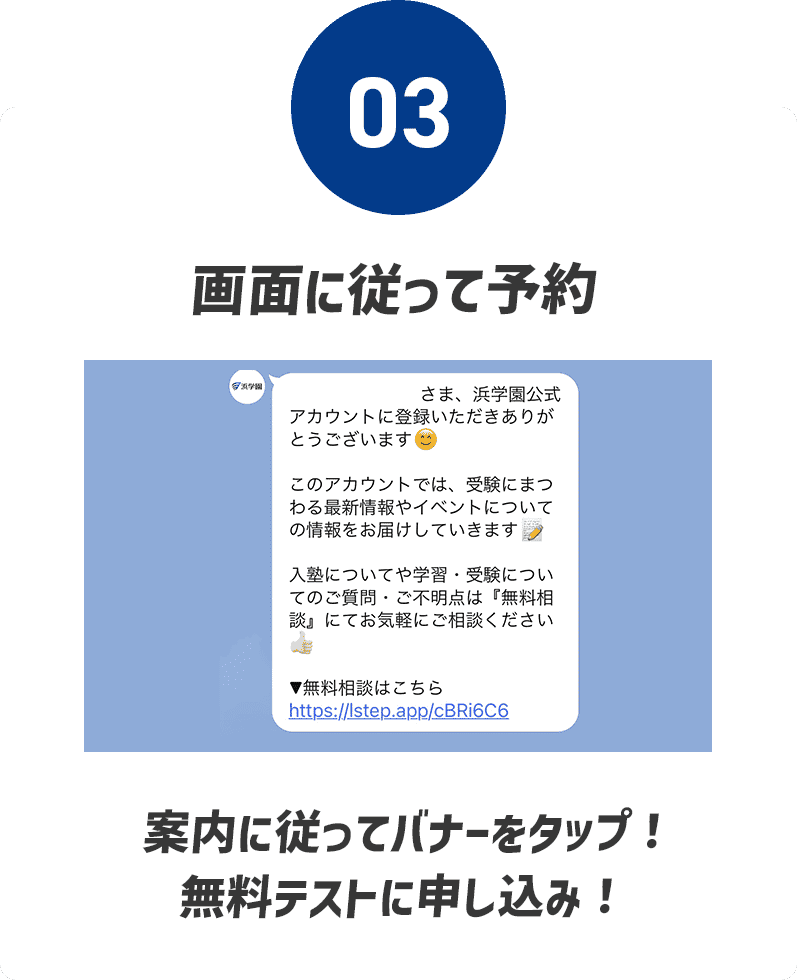 03
画面に従って予約
浜学園
さま、浜学園公式
アカウントに登録いただきありが
とうございます😊
このアカウントでは、受験にまつ
わる最新情報やイベントについて
の情報をお届けしていきます📝
入塾についてや学習・受験につい
てのご質問・ご不明点は『無料相
談』にてお気軽にご相談ください
👍
▼無料相談はこちら
https://lstep.app/cBRi6C6
案内に従ってバナーをタップ！
無料テストに申し込み！